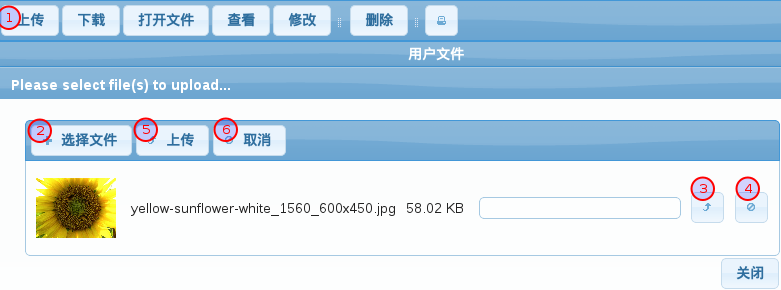 1 上传 下载 打开文件 查看 修改 删除
用户文件
Please select file(s) to upload...
2 选择文件 5 上传 6 取消
3 4
yellow-sunflower-white_1560_600x450.jpg 58.02 KB
关闭